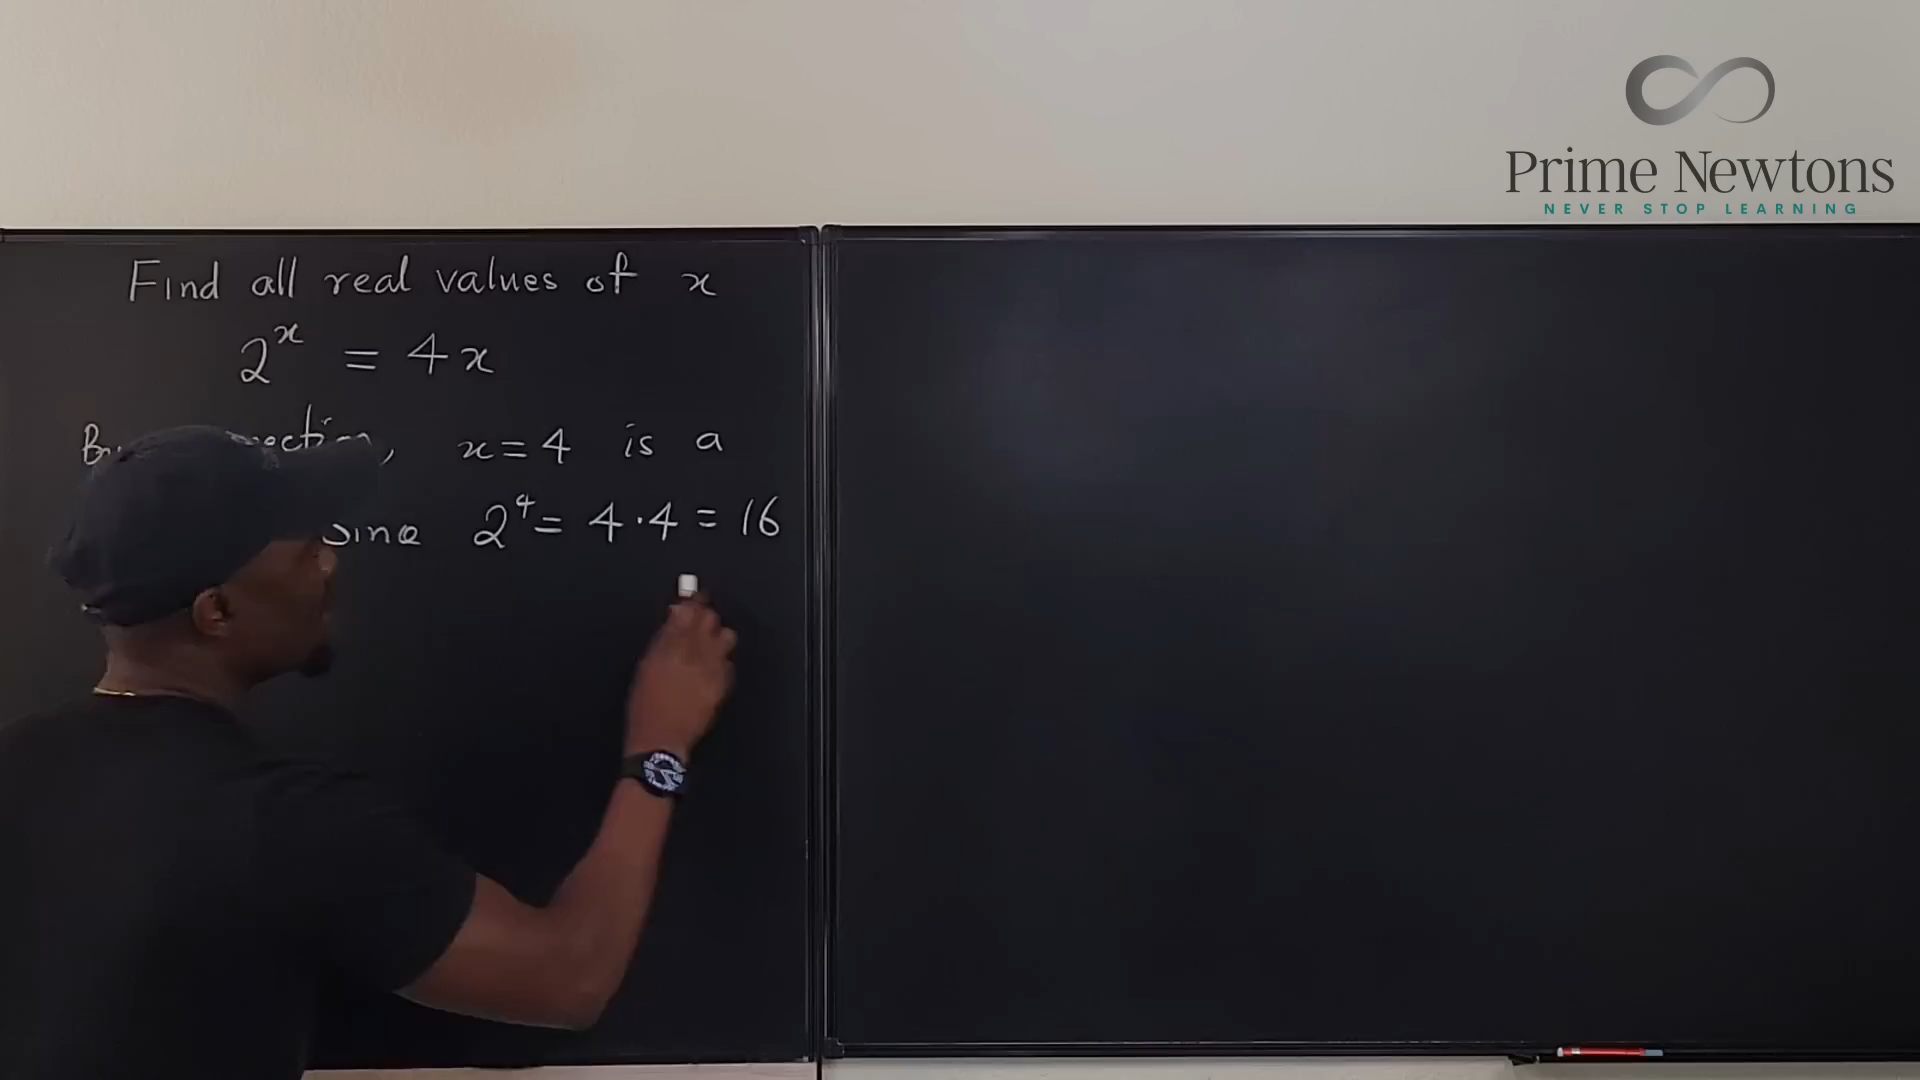 Prime Newtons
NEVER STOP LEARNING
Find all real values of x
2^x = 4x
x = 4 is a
2^4 = 4·4 = 16